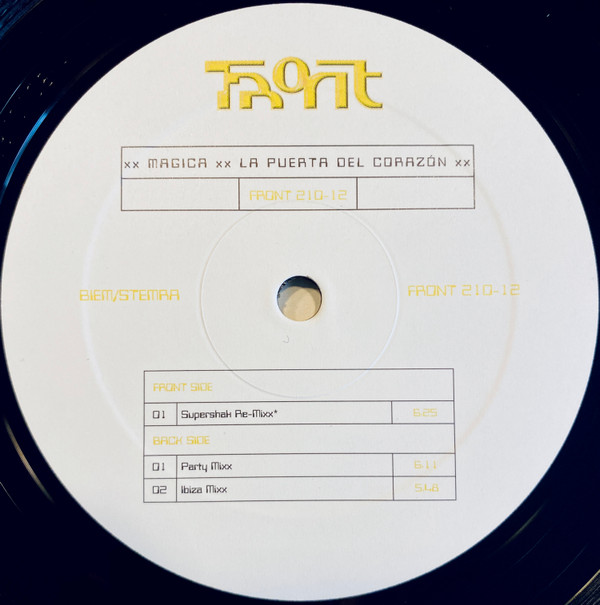 Front
xx MAGICA xx LA PUERTA DEL CORAZÓN xx
FRONT 210-12
BIEM/STEMRA
FRONT 210-12
FRONT SIDE
01 Supershak Re-Mixx* 6.25
BACK SIDE
01 Party Mixx 6.11
02 Ibiza Mixx 5.48